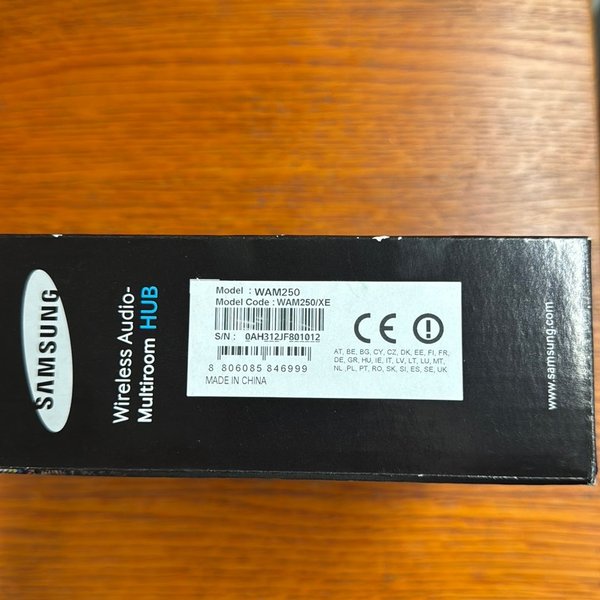 SAMSUNG
Wireless Audio-
Multiroom HUB
Model : WAM250
Model Code : WAM250/XE
S/N : 0AH312JF801012
8 806085 846999
MADE IN CHINA
CE
AT, BE, BG, CY, CZ, DK, EE, FI, FR,
DE, GR, HU, IE, IT, LV, LT, LU, MT,
NL ,PL, PT, RO, SK, SI, ES, SE, UK
www.samsung.com